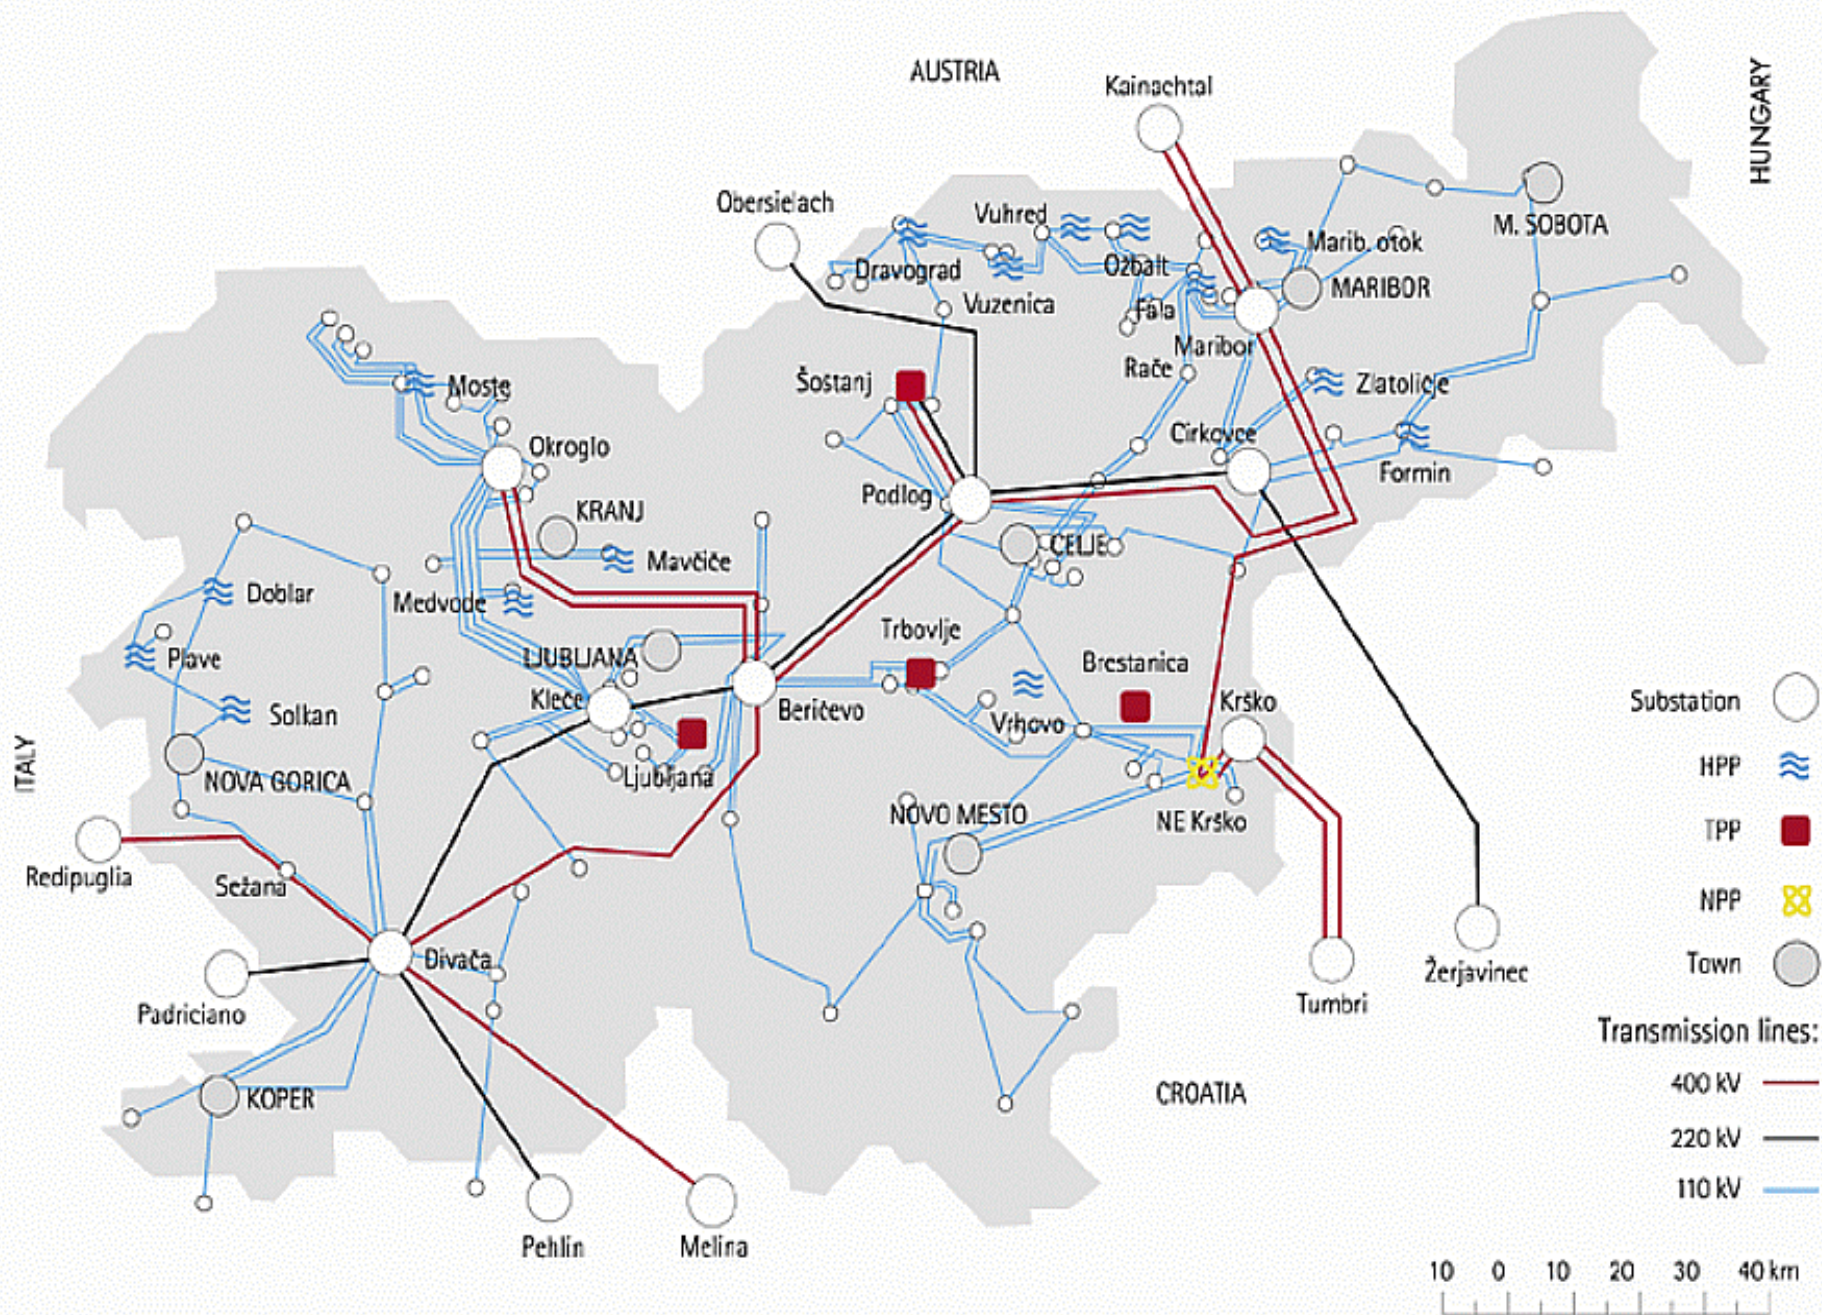 AUSTRIA
Kainachtal
HUNGARY
Obersielach
Vuhred
M. SOBOTA
Marib. otok
Dravograd
Ožbalt
MARIBOR
Vuzenica
Fala
Maribor
Rače
Šoštanj
Moste
Zlatoličje
Cirkovce
Okroglo
Formin
Podlog
KRANJ
CELJE
Mavčiče
Doblar
Medvode
Trbovlje
Plave
LJUBLJANA
Brestanica
Kleče
Krško
Substation
Solkan
Beričevo
Vrhovo
ITALY
NOVA GORICA
Ljubljana
HPP
NOVO MESTO
NE Krško
TPP
Redipuglia
Sežana
NPP
Divača
Town
Žerjavinec
Padriciano
Tumbri
Transmission lines:
400 kV
KOPER
CROATIA
220 kV
110 kV
Pehlin
Melina
10 0 10 20 30 40 km